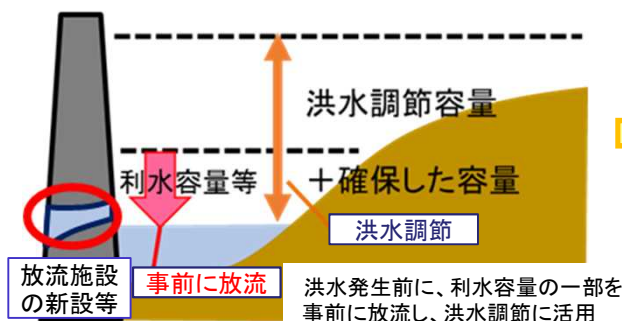 洪水調節容量
利水容量等
＋確保した容量
洪水調節
放流施設
の新設等
事前に放流
洪水発生前に、利水容量の一部を
事前に放流し、洪水調節に活用